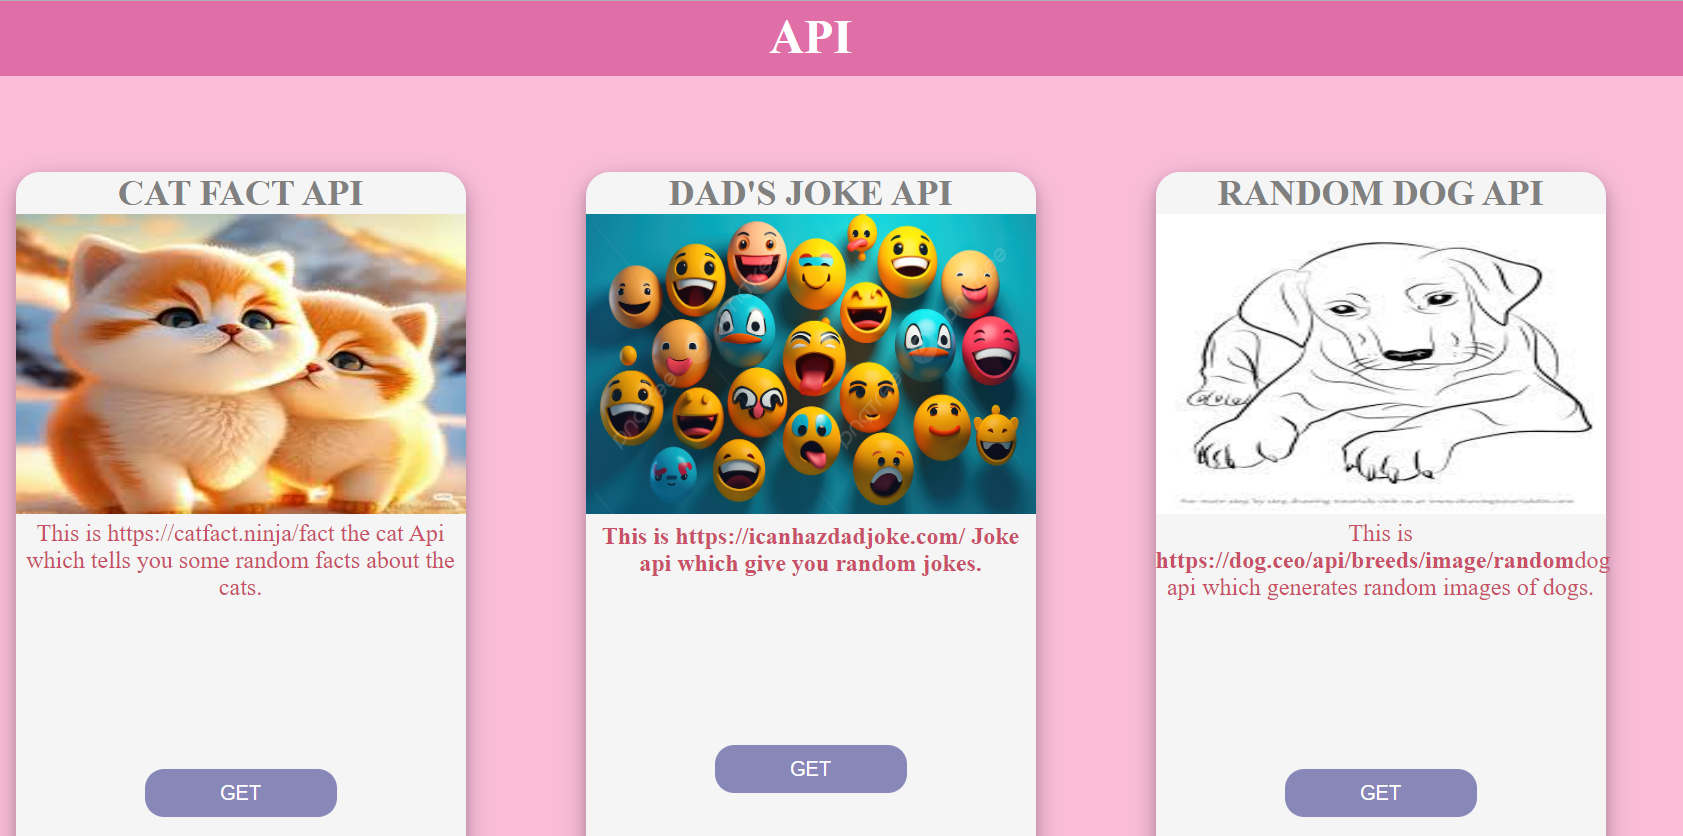 API
CAT FACT API
This is https://catfact.ninja/fact the cat Api
which tells you some random facts about the
cats.
GET
DAD'S JOKE API
pngtree
pngtree
pngtree
This is https://icanhazdadjoke.com/ Joke
api which give you random jokes.
GET
RANDOM DOG API
This is
https://dog.ceo/api/breeds/image/randomdog
api which generates random images of dogs.
GET